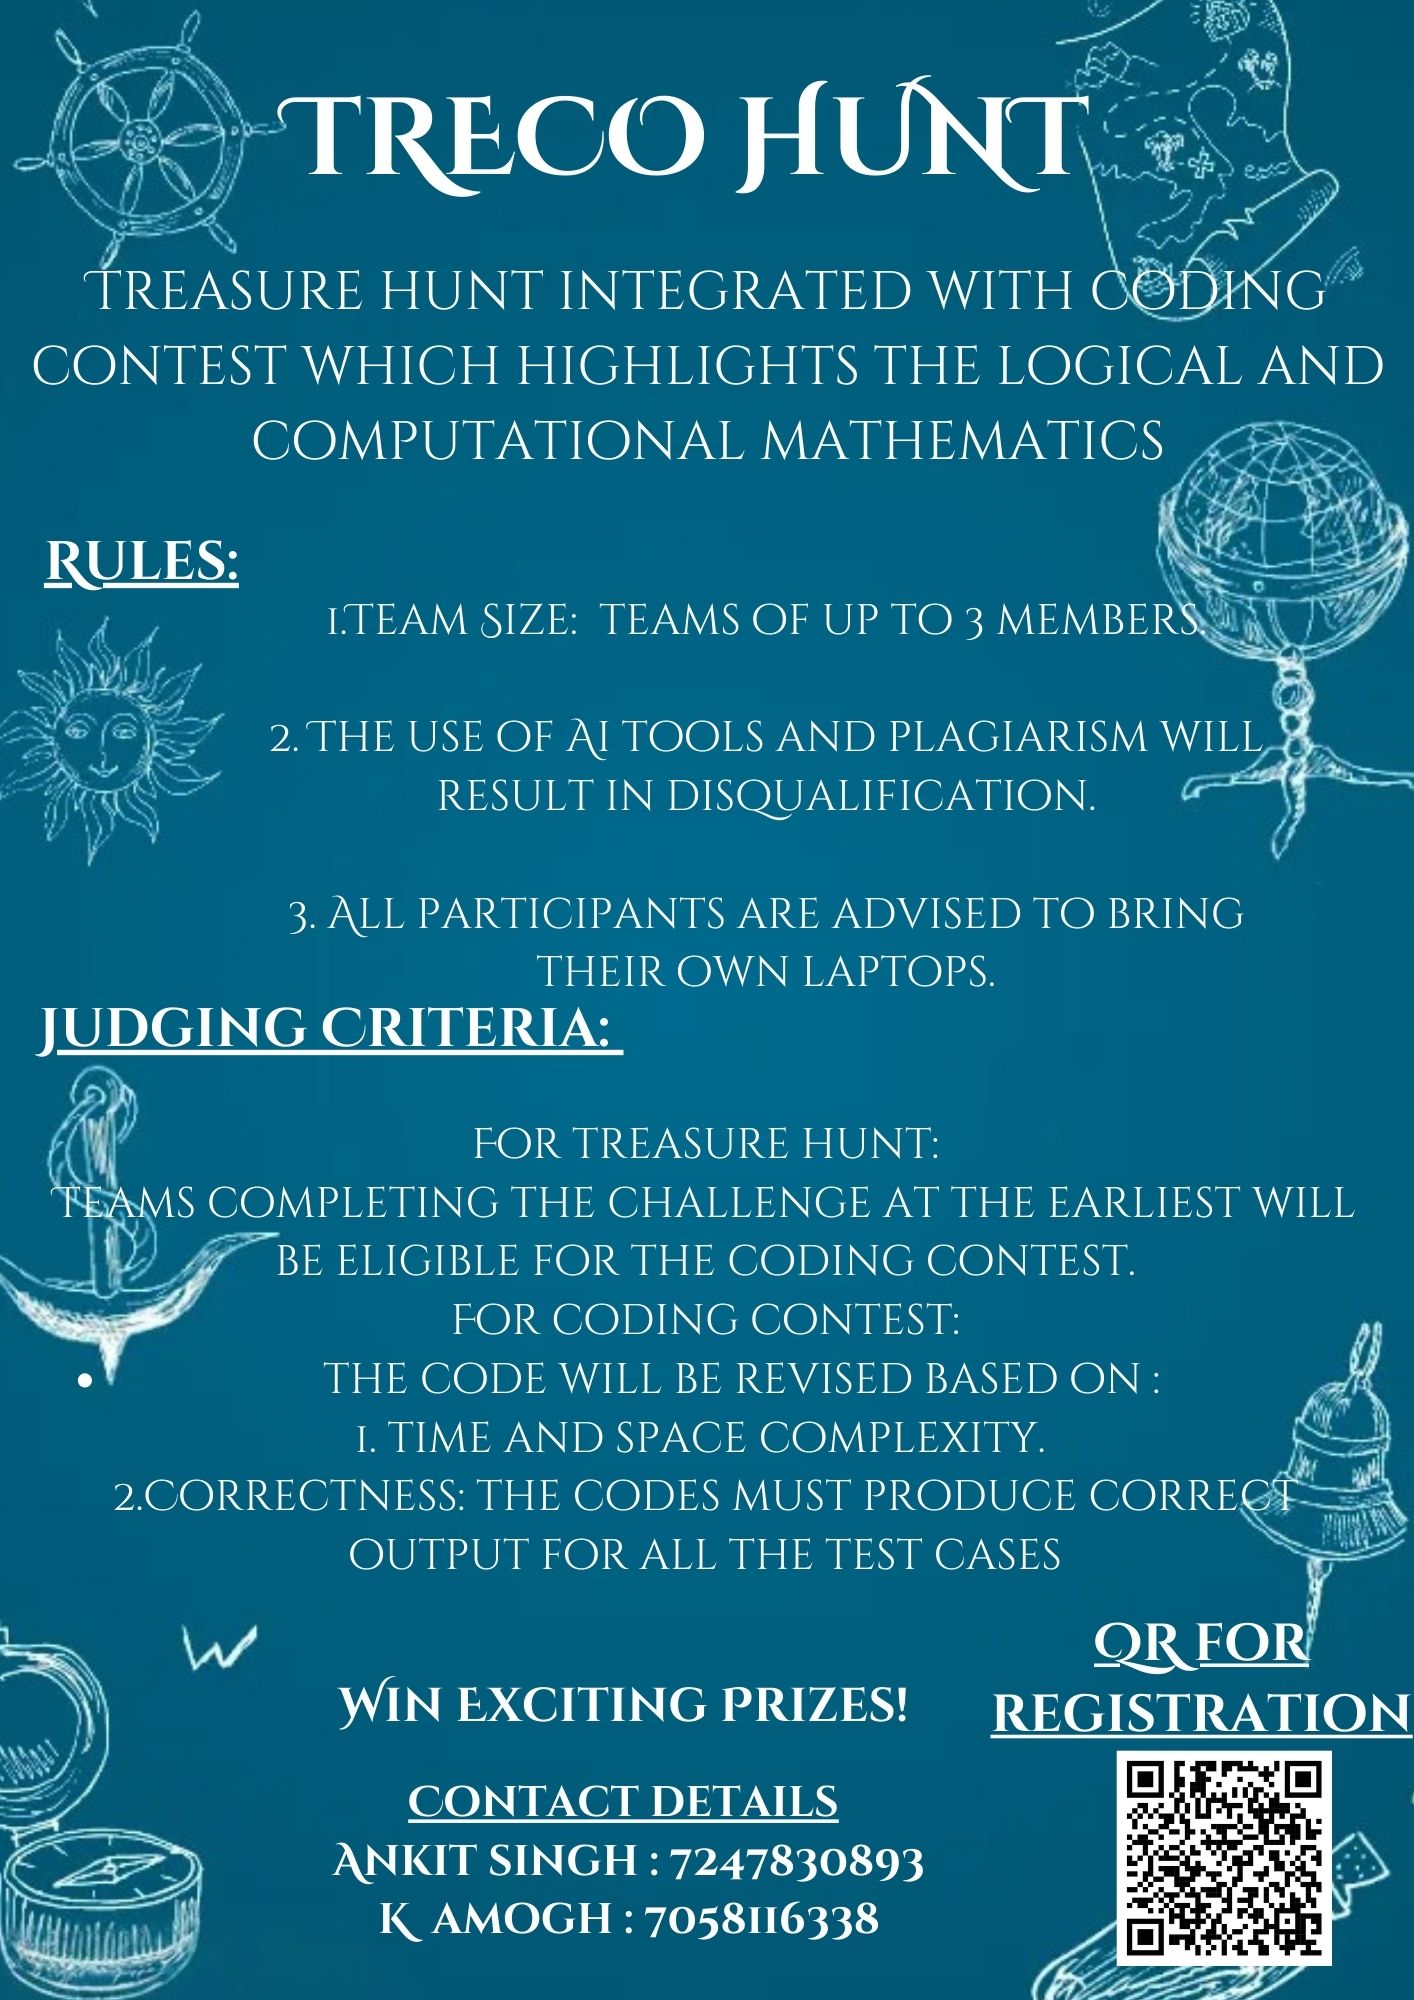 TRECO HUNT
TREASURE HUNT INTEGRATED WITH CODING
CONTEST WHICH HIGHLIGHTS THE LOGICAL AND
COMPUTATIONAL MATHEMATICS
RULES:
1.TEAM SIZE: TEAMS OF UP TO 3 MEMBERS.
2. THE USE OF AI TOOLS AND PLAGIARISM WILL
RESULT IN DISQUALIFICATION.
3. ALL PARTICIPANTS ARE ADVISED TO BRING
THEIR OWN LAPTOPS.
JUDGING CRITERIA:
FOR TREASURE HUNT:
TEAMS COMPLETING THE CHALLENGE AT THE EARLIEST WILL
BE ELIGIBLE FOR THE CODING CONTEST.
FOR CODING CONTEST:
• THE CODE WILL BE REVISED BASED ON :
1. TIME AND SPACE COMPLEXITY.
2.CORRECTNESS: THE CODES MUST PRODUCE CORRECT
OUTPUT FOR ALL THE TEST CASES
W
QR FOR
REGISTRATION
WIN EXCITING PRIZES!
CONTACT DETAILS
ANKIT SINGH : 7247830893
K AMOGH : 7058116338